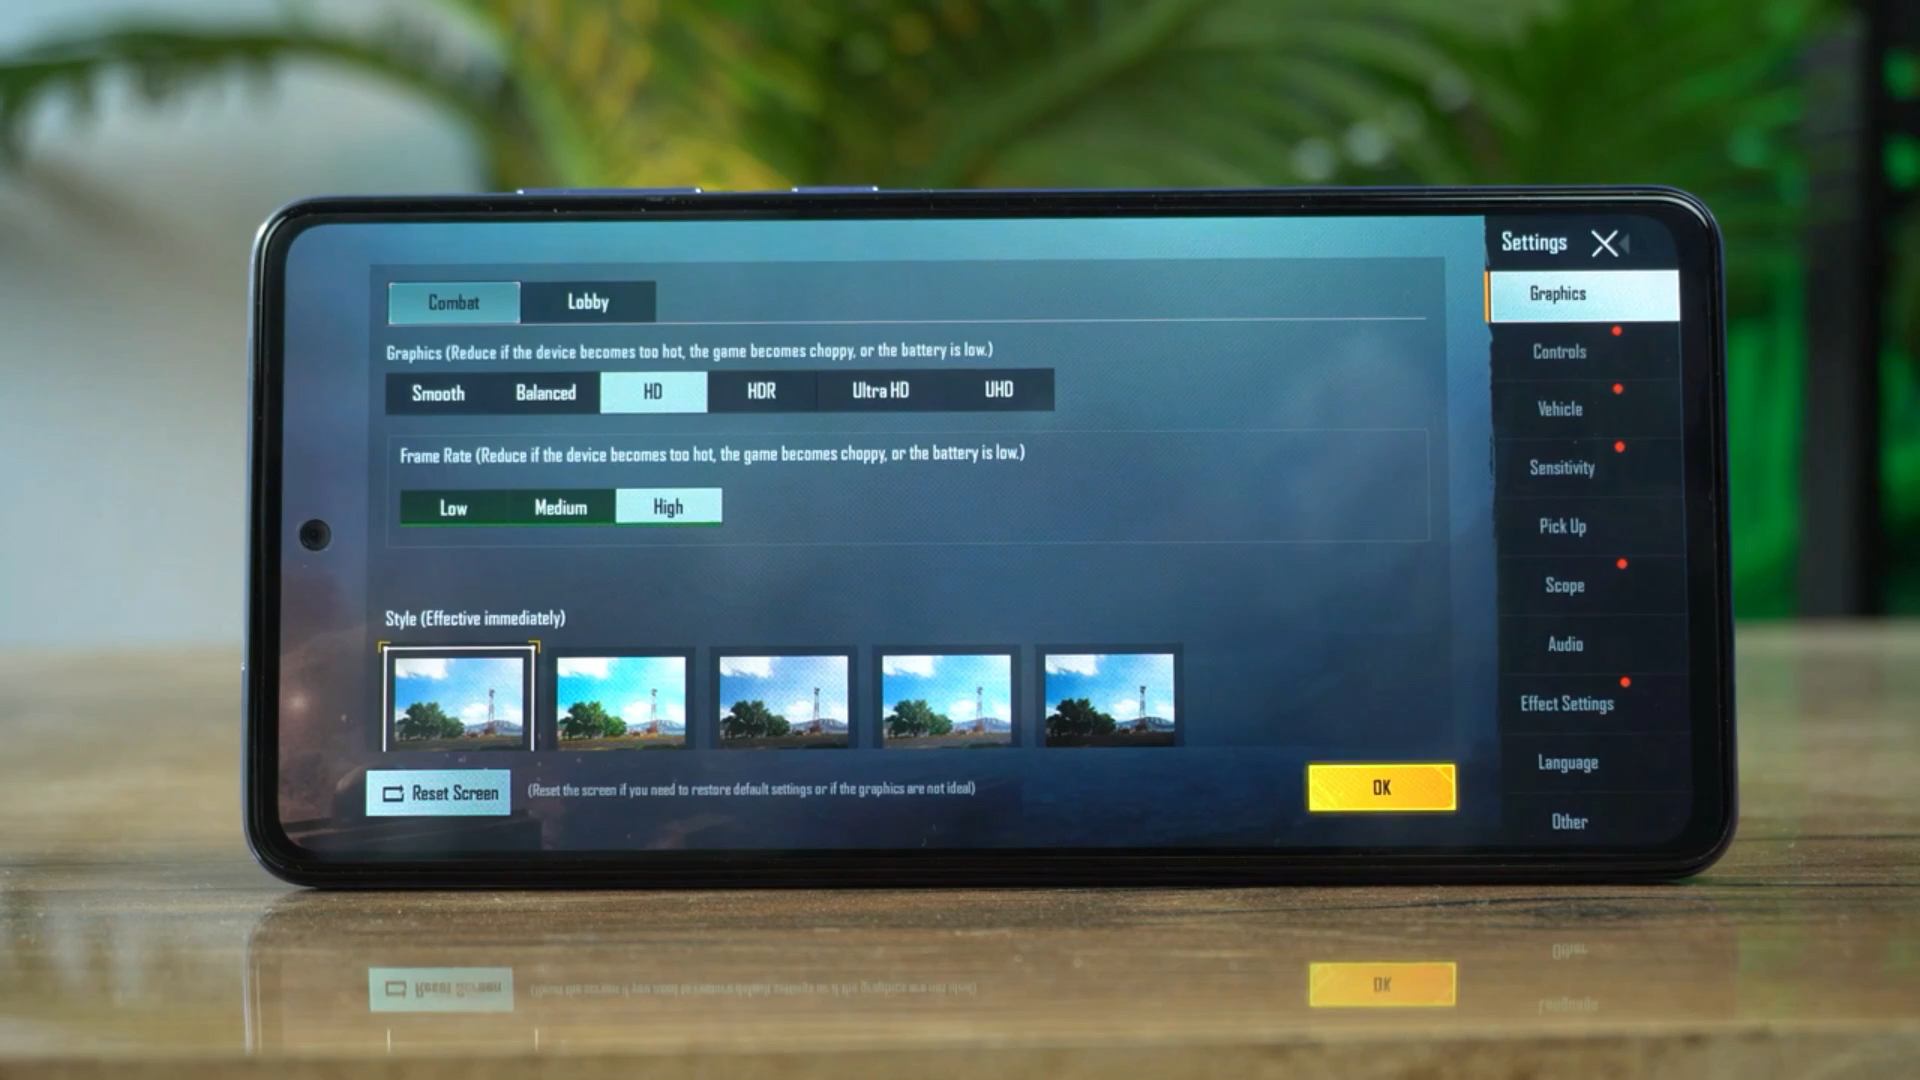 Settings
Combat
Lobby
Graphics (Reduce if the device becomes too hot, the game becomes choppy, or the battery is low.)
Smooth
Balanced
HD
HDR
Ultra HD
UHD
Frame Rate (Reduce if the device becomes too hot, the game becomes choppy, or the battery is low.)
Low
Medium
High
Style (Effective immediately)
Reset Screen
(Reset the screen if you need to restore default settings or if the graphics are not ideal)
OK
Graphics
Controls
Vehicle
Sensitivity
Pick Up
Scope
Audio
Effect Settings
Language
Other